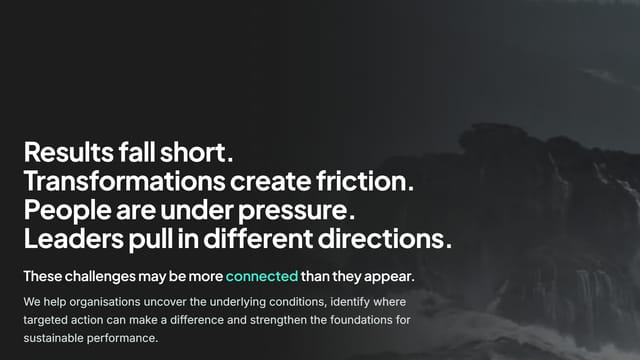 Results fall short.
Transformations create friction.
People are under pressure.
Leaders pull in different directions.
These challenges may be more connected than they appear.
We help organisations uncover the underlying conditions, identify where
targeted action can make a difference and strengthen the foundations for
sustainable performance.